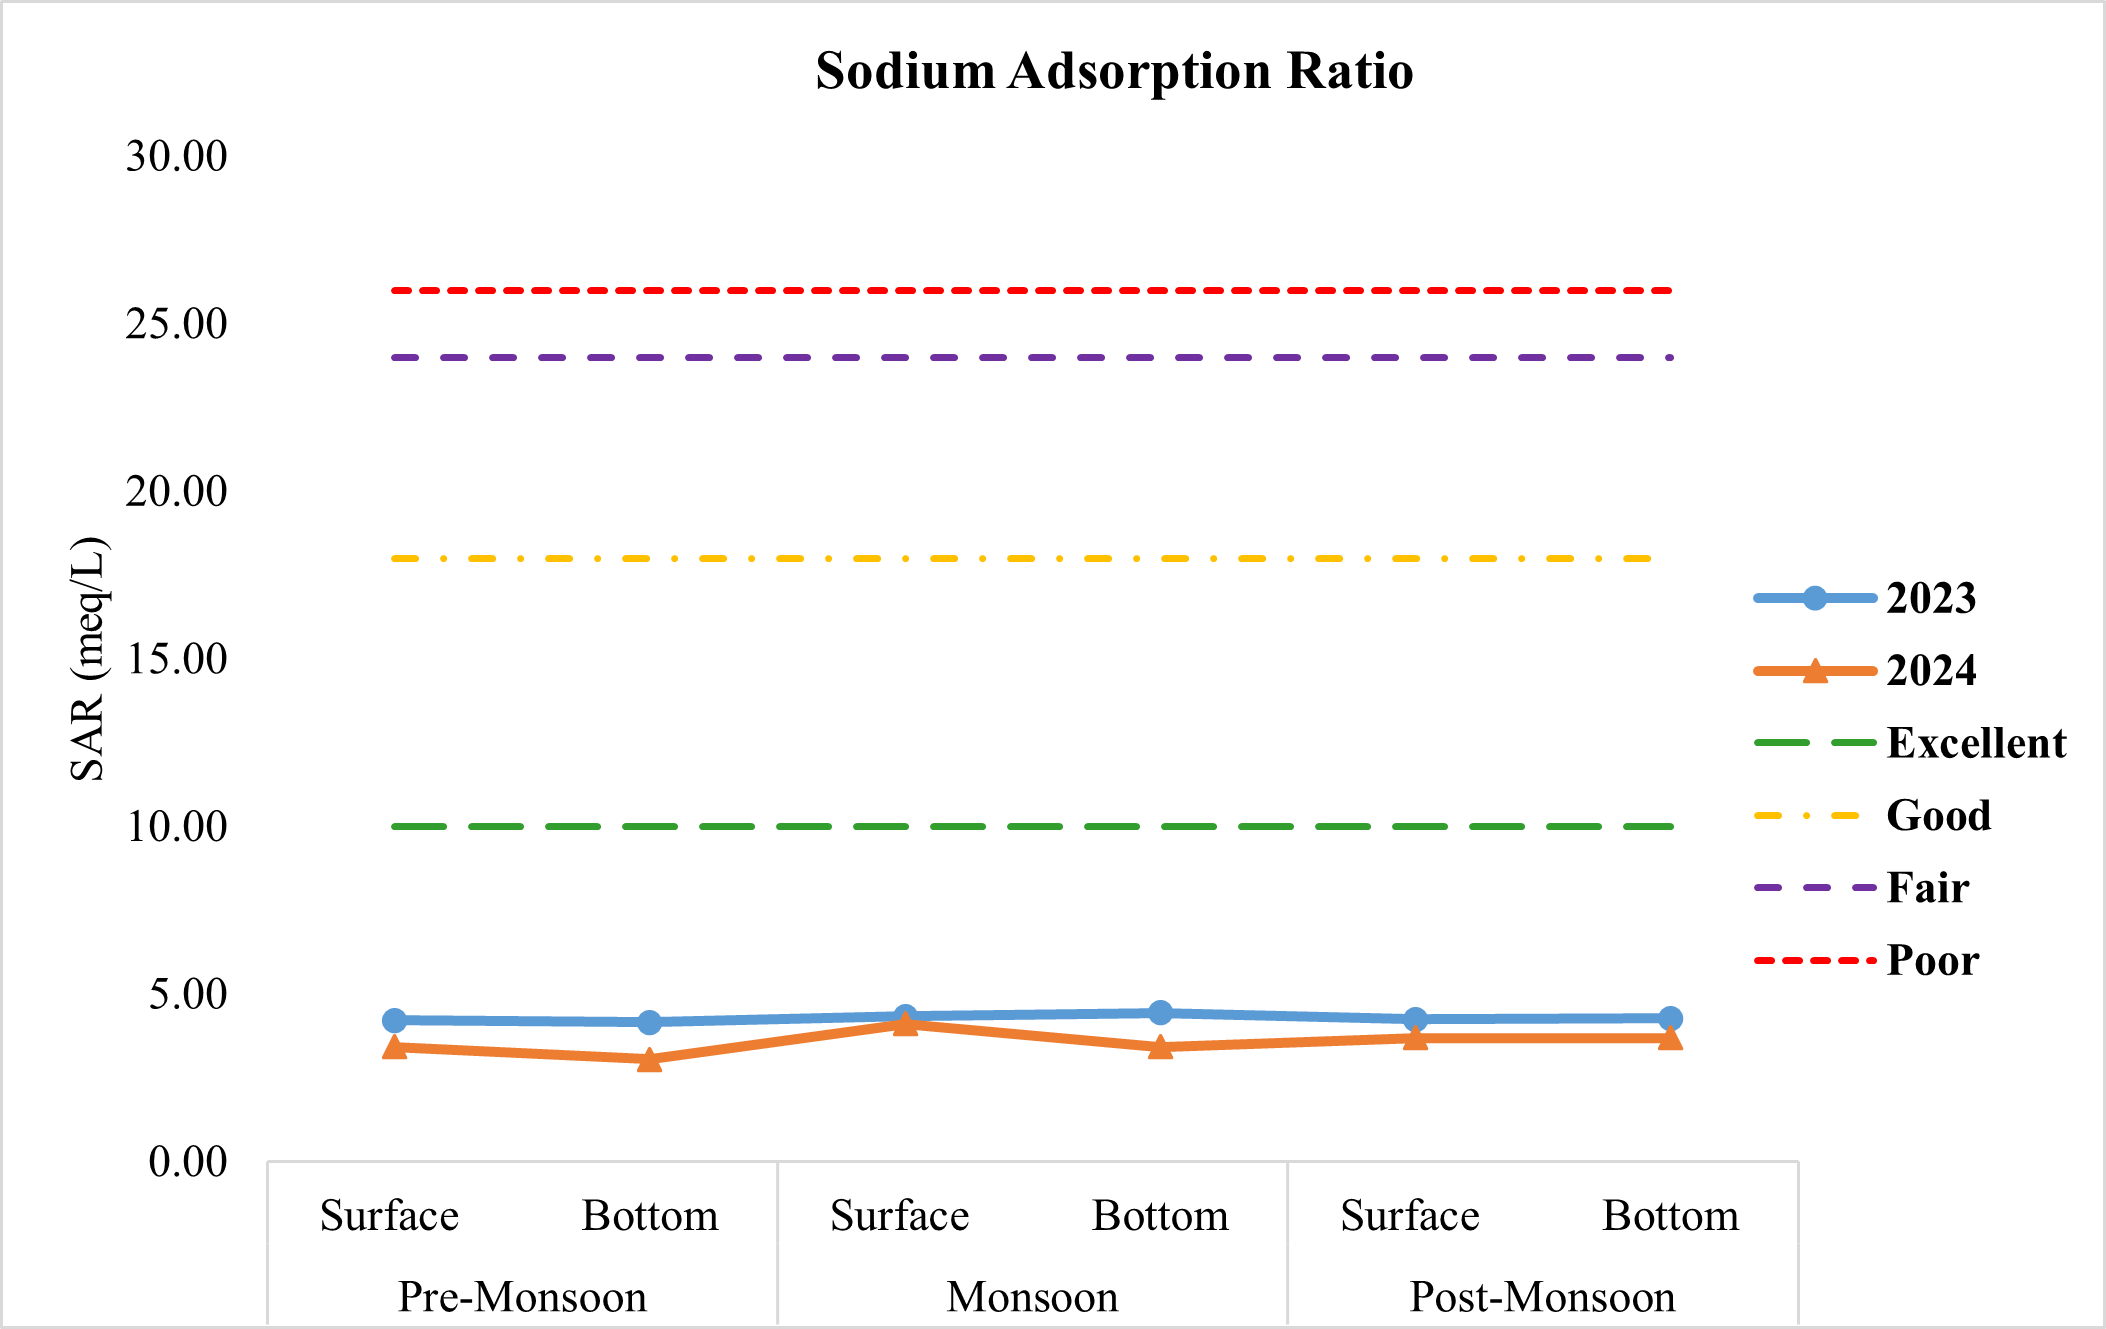 Sodium Adsorption Ratio
30.00
25.00
20.00
15.00
10.00
5.00
0.00
SAR (meq/L)
Surface Bottom Surface Bottom Surface Bottom
Pre-Monsoon Monsoon Post-Monsoon
2023
2024
Excellent
Good
Fair
Poor